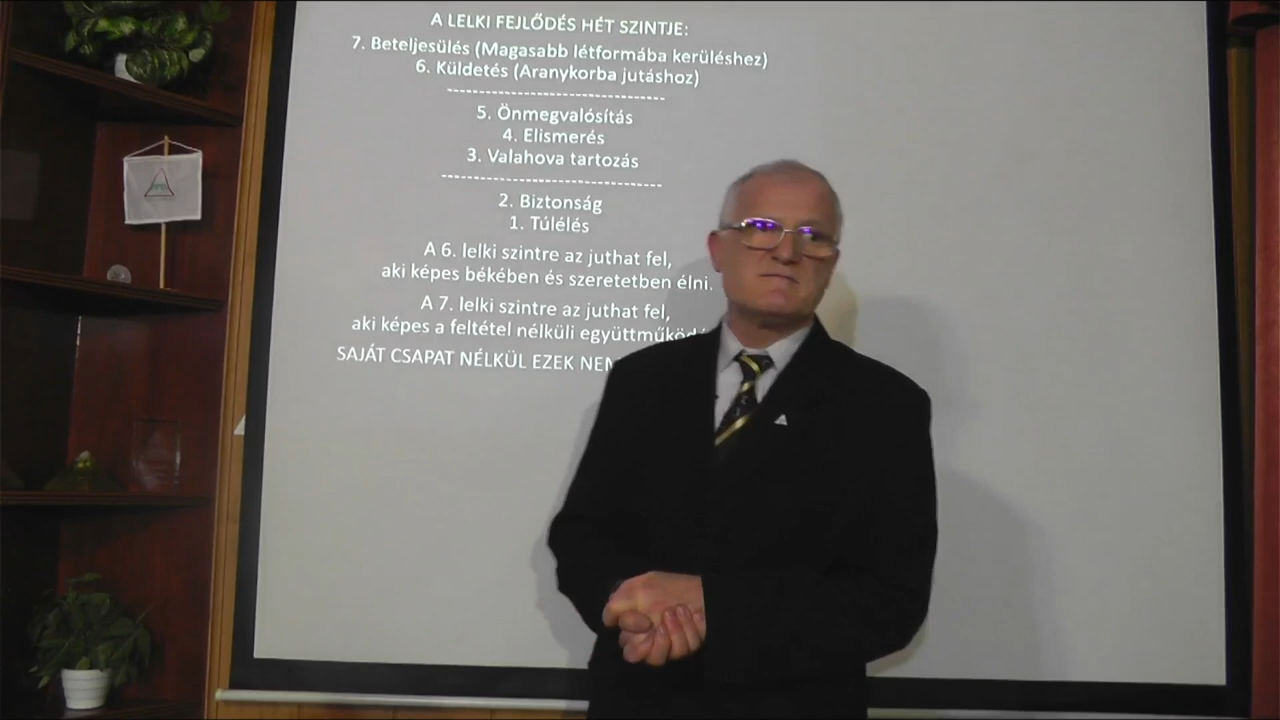 A LELKI FEJLŐDÉS HÉT SZINTJE:
7. Beteljesülés (Magasabb létformába kerüléshez)
6. Küldetés (Aranykorba jutáshoz)
----------------------------------
5. Önmegvalósítás
4. Elismerés
3. Valahova tartozás
----------------------------------
2. Biztonság
1. Túlélés
A 6. lelki szintre az juthat fel,
aki képes békében és szeretetben élni.
A 7. lelki szintre az juthat fel,
aki képes a feltétel nélküli
SAJÁT CSAPAT NÉLKÜL EZEK